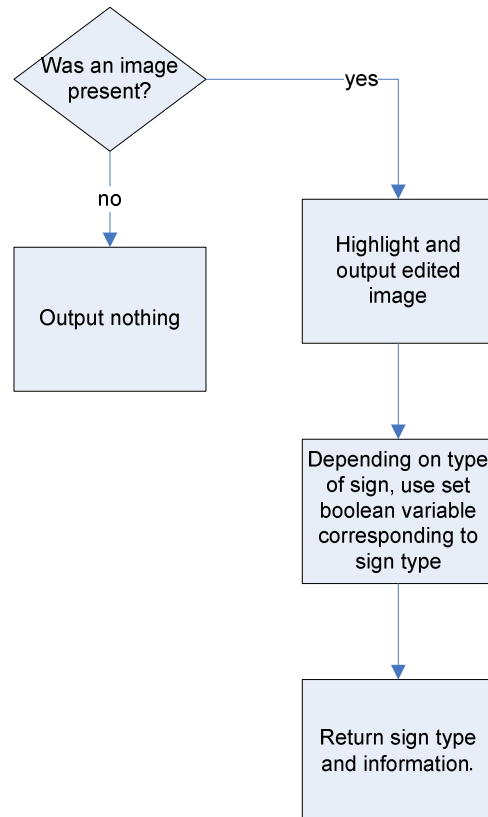 Was an image
present?
yes
no
Highlight and
output edited
image
Output nothing
Depending on type
of sign, use set
boolean variable
corresponding to
sign type
Return sign type
and information.